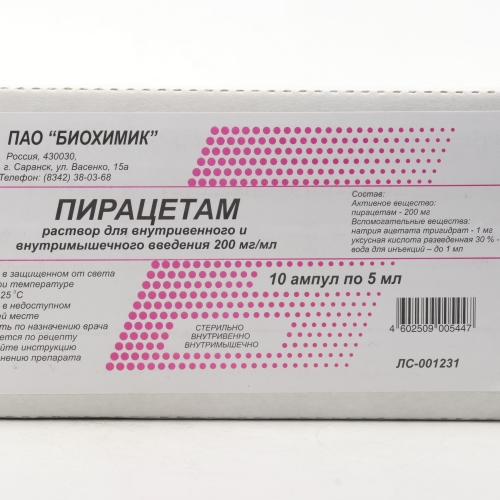 ПАО "БИОХИМИК"
Россия, 430030,
г. Саранск, ул. Васенко, 15а
Телефон: (8342) 38-03-68
ПИРАЦЕТАМ
раствор для внутривенного и
внутримышечного введения 200 мг/мл
Состав:
Активное вещество:
пирацетам - 200 мг
Вспомогательные вещества:
натрия ацетата тригидрат - 1 мг
уксусная кислота разведенная 30 % -
вода для инъекций – до 1 мл
10 ампул по 5 мл
в защищенном от света
при температуре
25°С
в недоступном
месте
по назначению врача
по рецепту
инструкцию
препарата
СТЕРИЛЬНО
ВНУТРИВЕННО
ВНУТРИМЫШЕЧНО
4 602509 005447
ЛС-001231